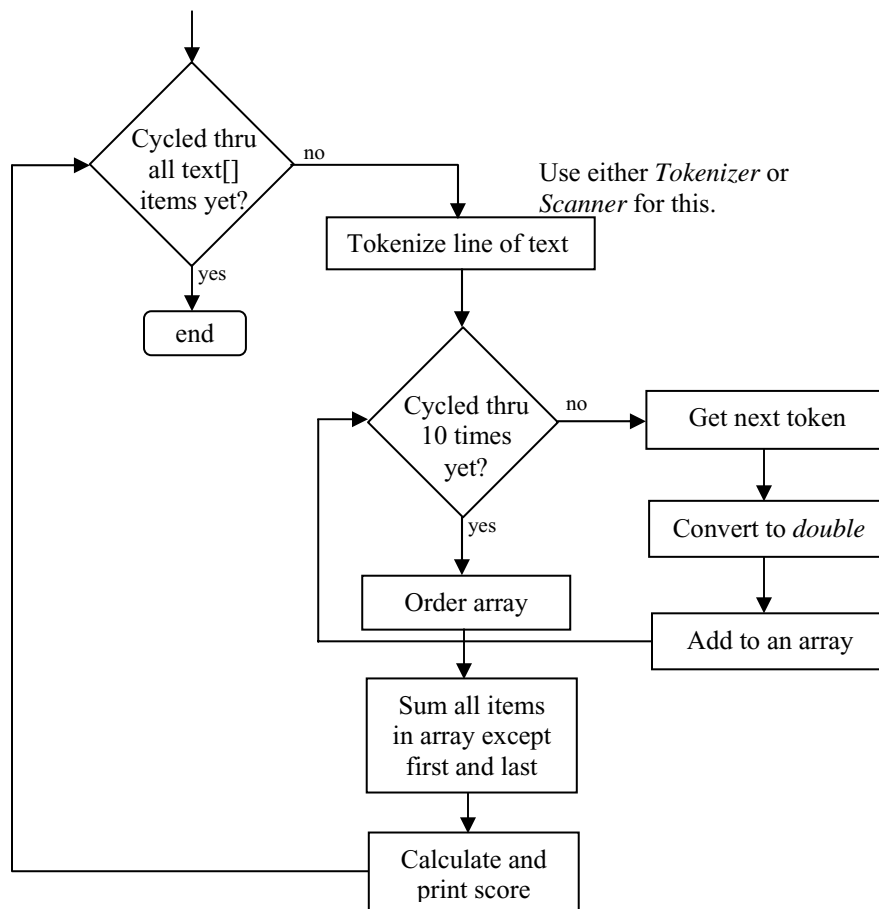 Cycled thru
all text[]
items yet?
no
Use either Tokenizer or
Scanner for this.
Tokenize line of text
yes
end
Cycled thru
10 times
yet?
no
Get next token
Convert to double
yes
Order array
Add to an array
Sum all items
in array except
first and last
Calculate and
print score